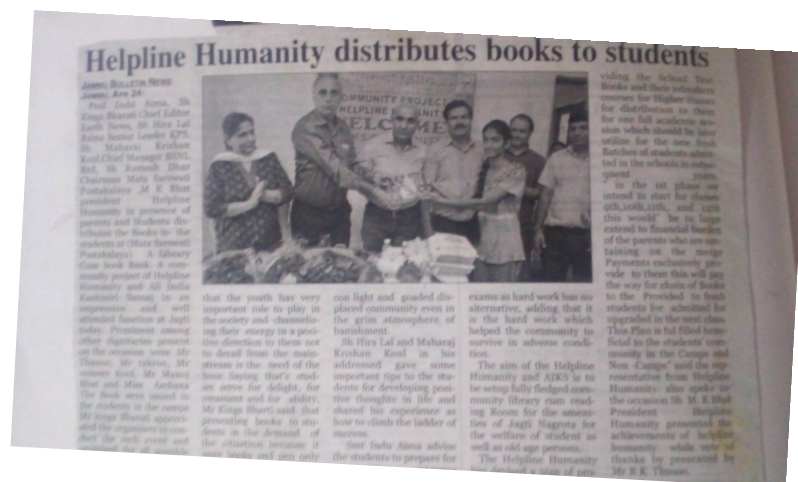 Helpline Humanity distributes books to students
JAMMU BULLETIN NEWS
JAMMU, APR 24:
Prof Indu Asma, Sh
Kings Bharati Chief Editor
Earth News, Sh Hira Lal
Raina Senior Leader KPS,
Sh Maharaj Krishan
Koul, Chief Manager BSNL
Rtd, Sh Ramesh Dhar
Chairman Mata Sarswati
Pustakalaya ,M K Bhat
president Helpline
Humanity in presence of
parents and Students dis-
tributes the Books to the
students at (Mata Sarswati
Pustakalaya) A Library
Cum book Bank. A com-
munity project of Helpline
Humanity and All India
Kashmiri Samaj in an
impressive and well
attended function at Jagti
today. Prominent among
other dignitaries present
on the occasion were Mr
The Book were issued to
the students in the camps
Mr Kings Bharati appreci-
ated the organizers to con-
duct the such event and
OMMUNITY PROJECT
HELPLINE
WELCOME
that the youth has very
important role to play in
the society and channeliz-
ing their energy in a posi-
tive direction to them not
to derail from the main-
stream is the need of the
hour. Saying that's stud-
ies serve for delight, for
ornament and for ability,
Mr Kings Bharti said that
presenting books to stu-
dents is the demand of
the situation because it
were books and pen only
con light and goaded dis-
placed community even in
the grim atmosphere of
banishment.
Sh Hira Lal and Maharaj
Krishan Koul in his
addressed gave some
important tips to the stu-
dents for developing posi-
tive thoughts in life and
shared his experience as
how to climb the ladder of
success.
Smt Indu Aima advise
the students to prepare for
exams as hard work has no
alternative, adding that it
is the hard work which
helped the community to
survive in adverse condi-
tion.
The aim of the Helpline
Humanity and AIKS is to
be setup fully fledged com-
munity library cum read-
ing Room for the ameni-
ties of Jagti Nagrota for
the welfare of student as
well as old age persons.
The Helpline Humanity
has devised a plan of pro-
viding the School Text
Books and their refreshers
courses for Higher classes
for distribution to them
for one full academic ses-
sion which should be later
utilize for the new fresh
Batches of students admit-
ted in the schools in subse-
quent years.
"in the 1st phase we
intend to start for classes
9th,10th,11th, and 12th
this would' be to large
extend to financial burden
of the parents who are sus-
taining on the merge
Payments exclusively pro-
vide to them this will pay
the way for chain of Books
to the Provided to fresh
students for admitted for
upgraded in the next class.
This Plan is ful filled bene-
ficial to the students' com-
munity in the Camps and
Non -Camps" said the rep-
resentative from Helpline
Humanity. also spoke on
the occasion Sh M. K Bhat
President Helpline
Humanity presented the
achievements of helpline
humanity while vote of
thanks by presented by
Mr R K Thusoo.